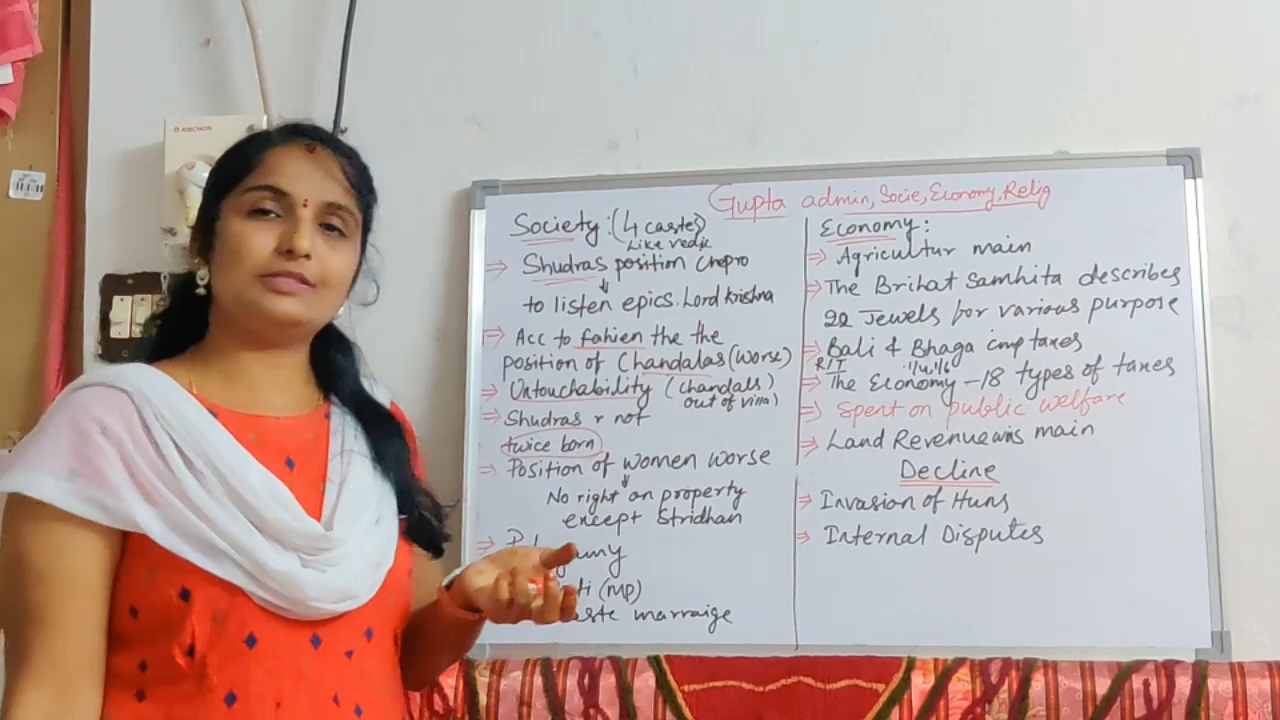 ANCHOR
Gupta admin, Socie, Economy, Relig
Society : (4 castes)
Like vedic
⇒ Shudras position
to listen epics. Lord krishna
⇒ Acc to fahien the the
position of Chandalas (worse)
⇒ Untouchability (chandals)
out of villa)
⇒ Shudras r not
twice born
⇒ Position of women worse
No right on property
except Stridhan
⇒
(MP)
marraige
Economy :
⇒ Agricultur main
⇒ The Brihat Samhita describes
22 Jewels for various purpose
⇒ Bali & Bhaga imp taxes
R/T 1/4, 1/6
⇒ The Economy - 18 types of taxes
⇒ Spent on public welfare
⇒ Land Revenue was main
Decline
⇒ Invasion of Huns
⇒ Internal Disputes